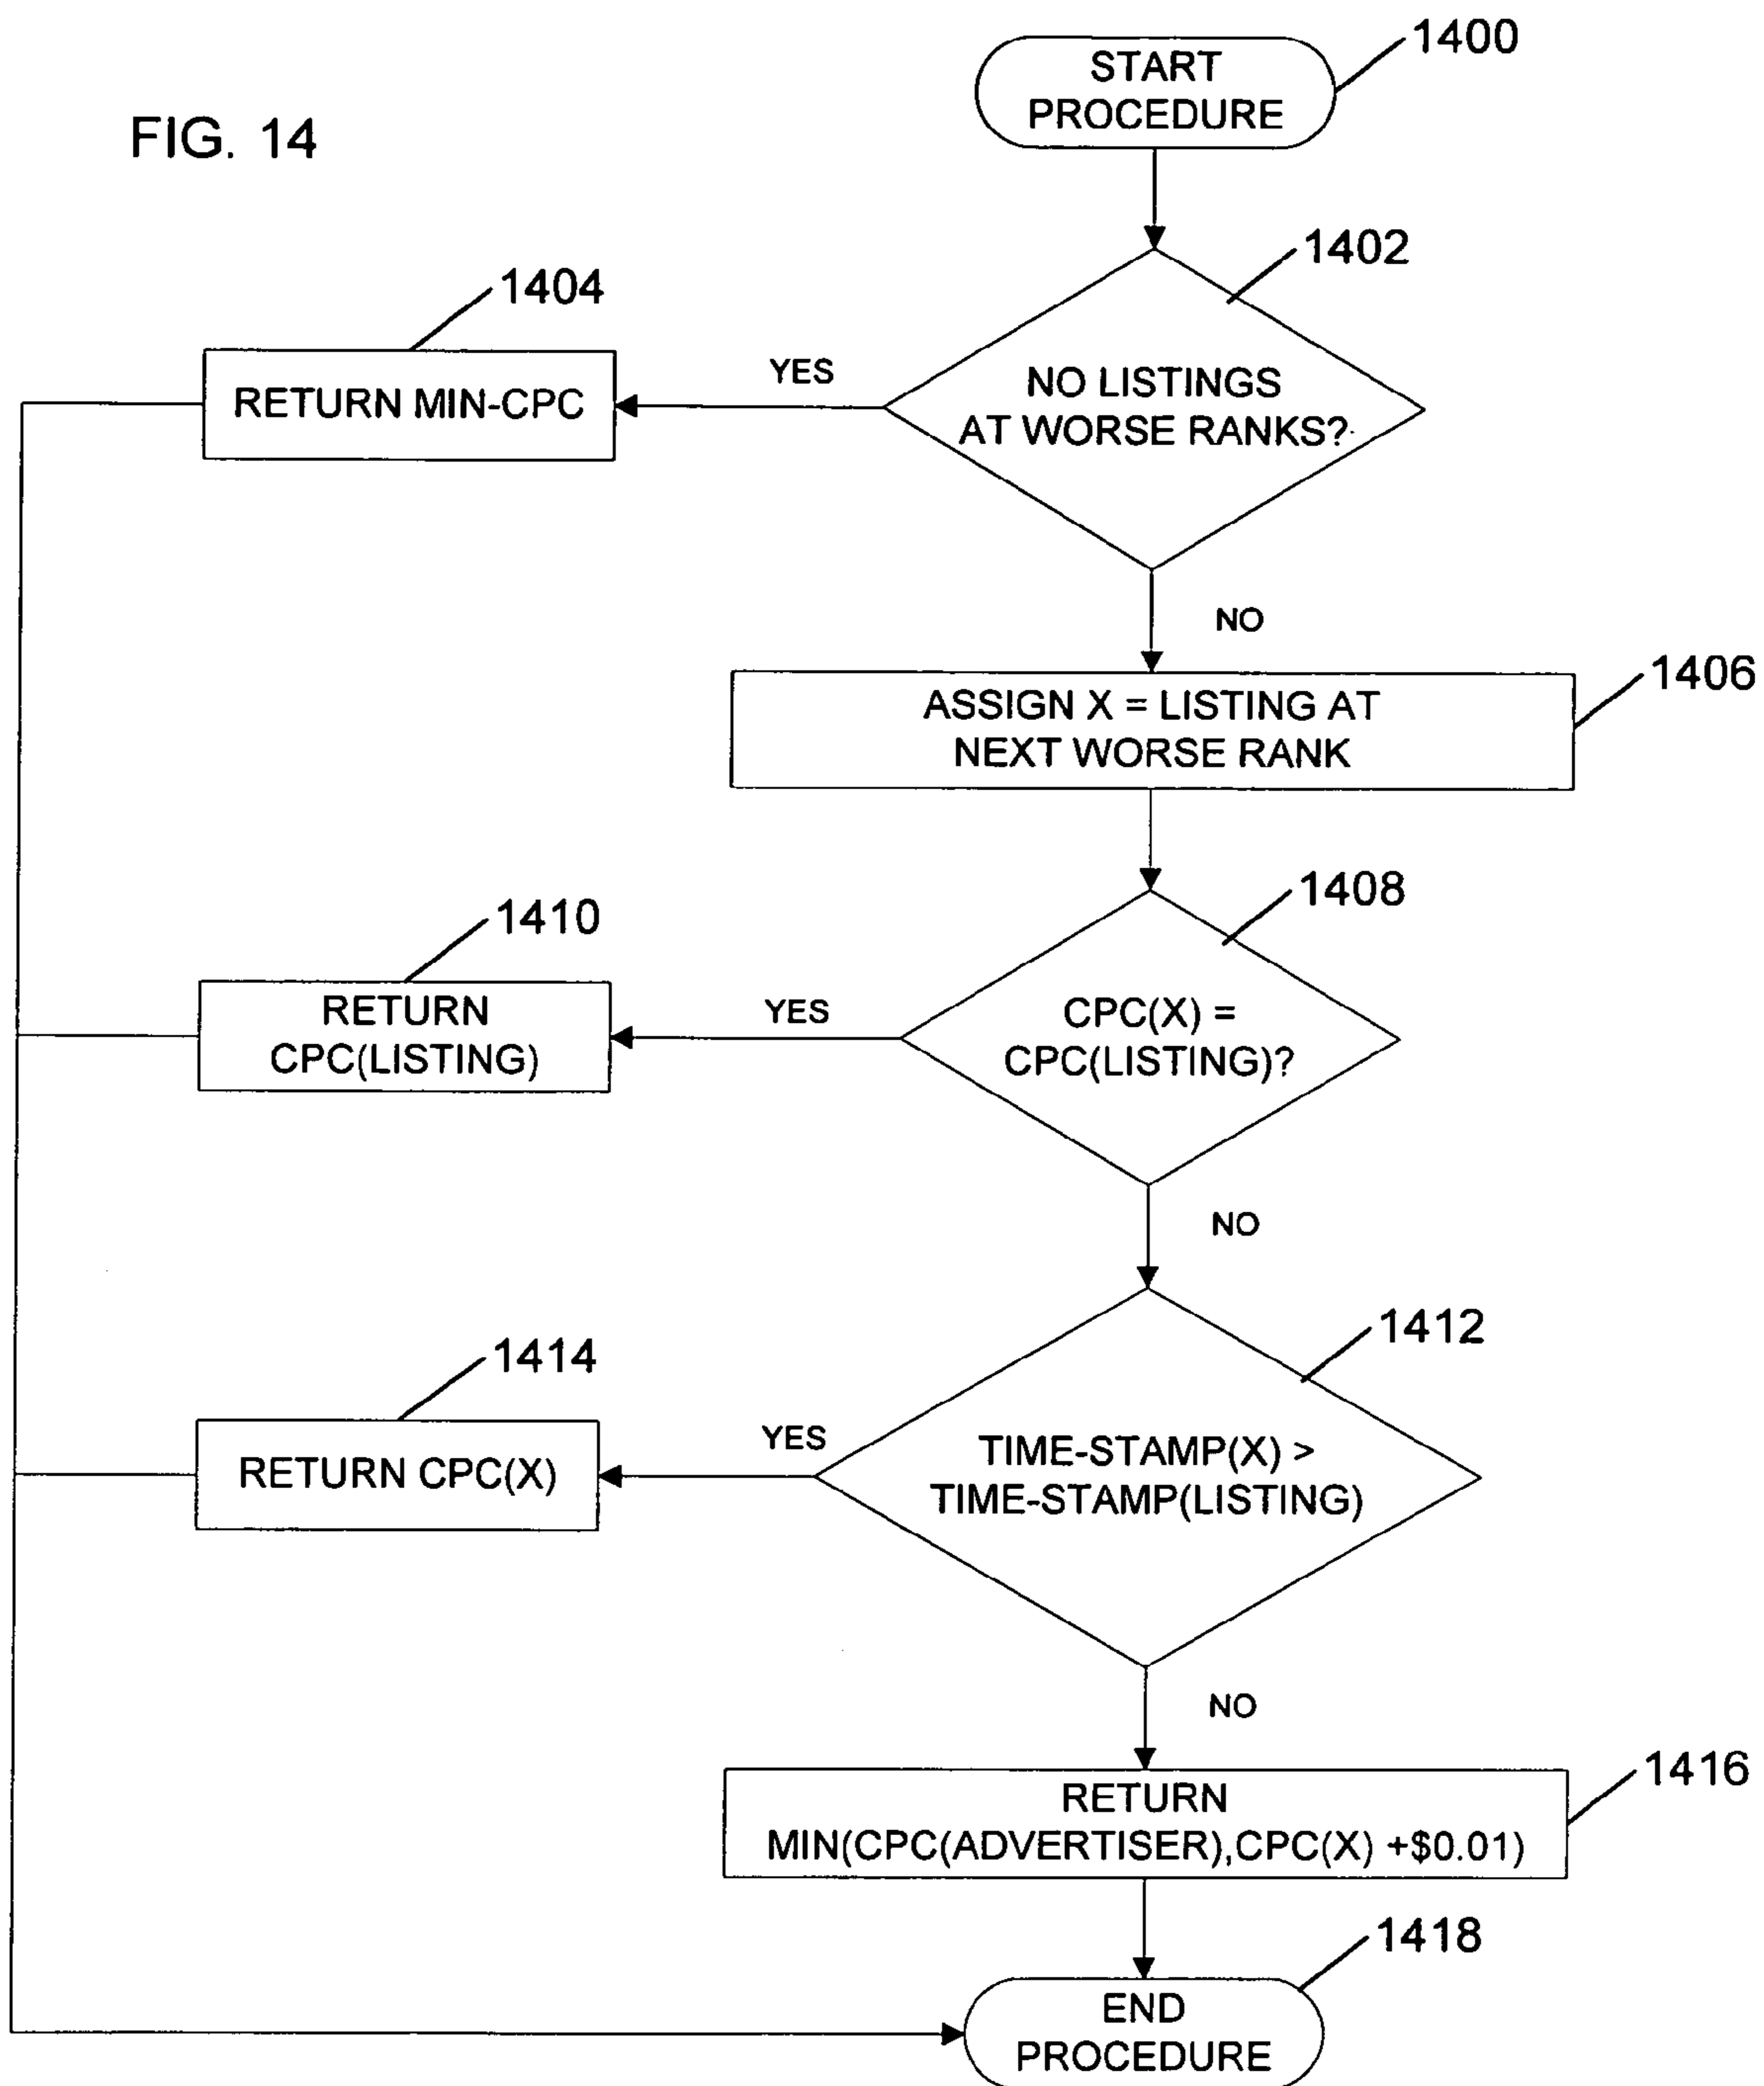 FIG. 14
START
PROCEDURE
1400
1402
NO LISTINGS
AT WORSE RANKS?
YES
1404
RETURN MIN-CPC
NO
1406
ASSIGN X = LISTING AT
NEXT WORSE RANK
1408
CPC(X) =
CPC(LISTING)?
YES
1410
RETURN
CPC(LISTING)
NO
1412
TIME-STAMP(X) >
TIME-STAMP(LISTING)
YES
1414
RETURN CPC(X)
NO
1416
RETURN
MIN(CPC(ADVERTISER),CPC(X) +$0.01)
1418
END
PROCEDURE